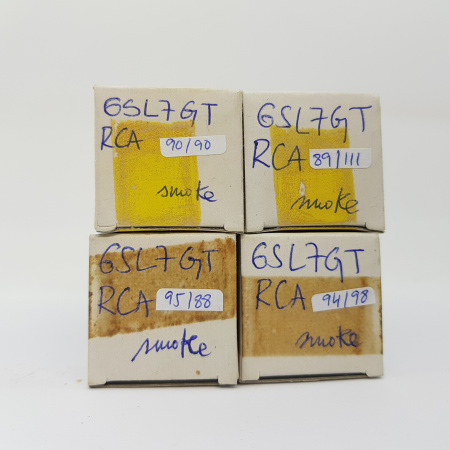 6SL7GT
RCA 90/90
smoke
6SL7GT
RCA 89/111
smoke
6SL7GT
RCA 95/88
smoke
6SL7GT
RCA 94/98
smoke